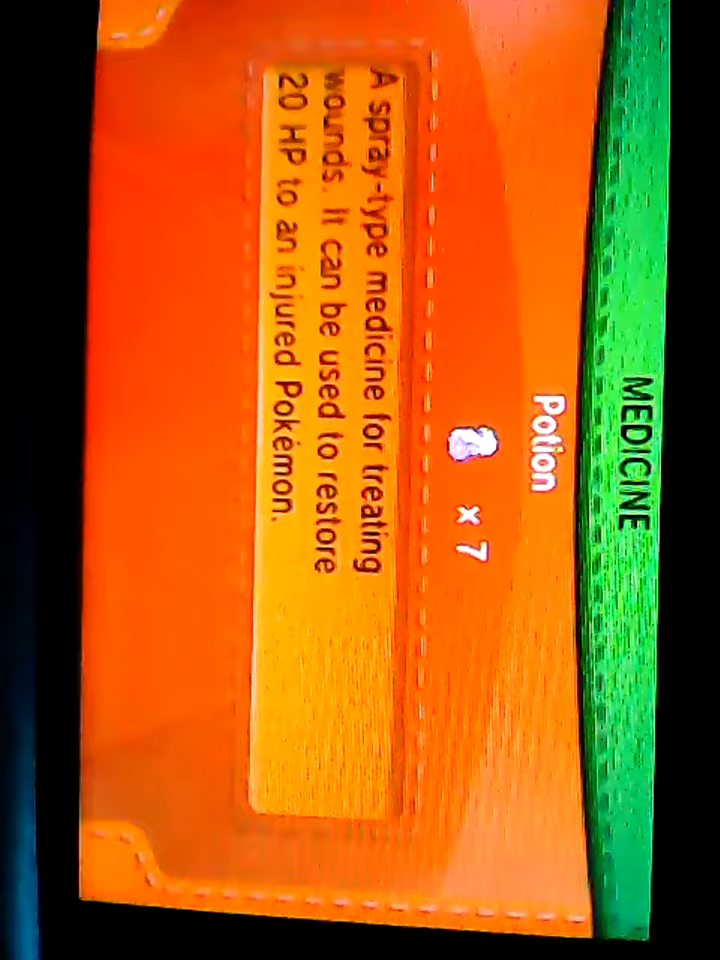 MEDICINE
Potion
x 7
A spray-type medicine for treating
wounds. It can be used to restore
20 HP to an injured Pokémon.